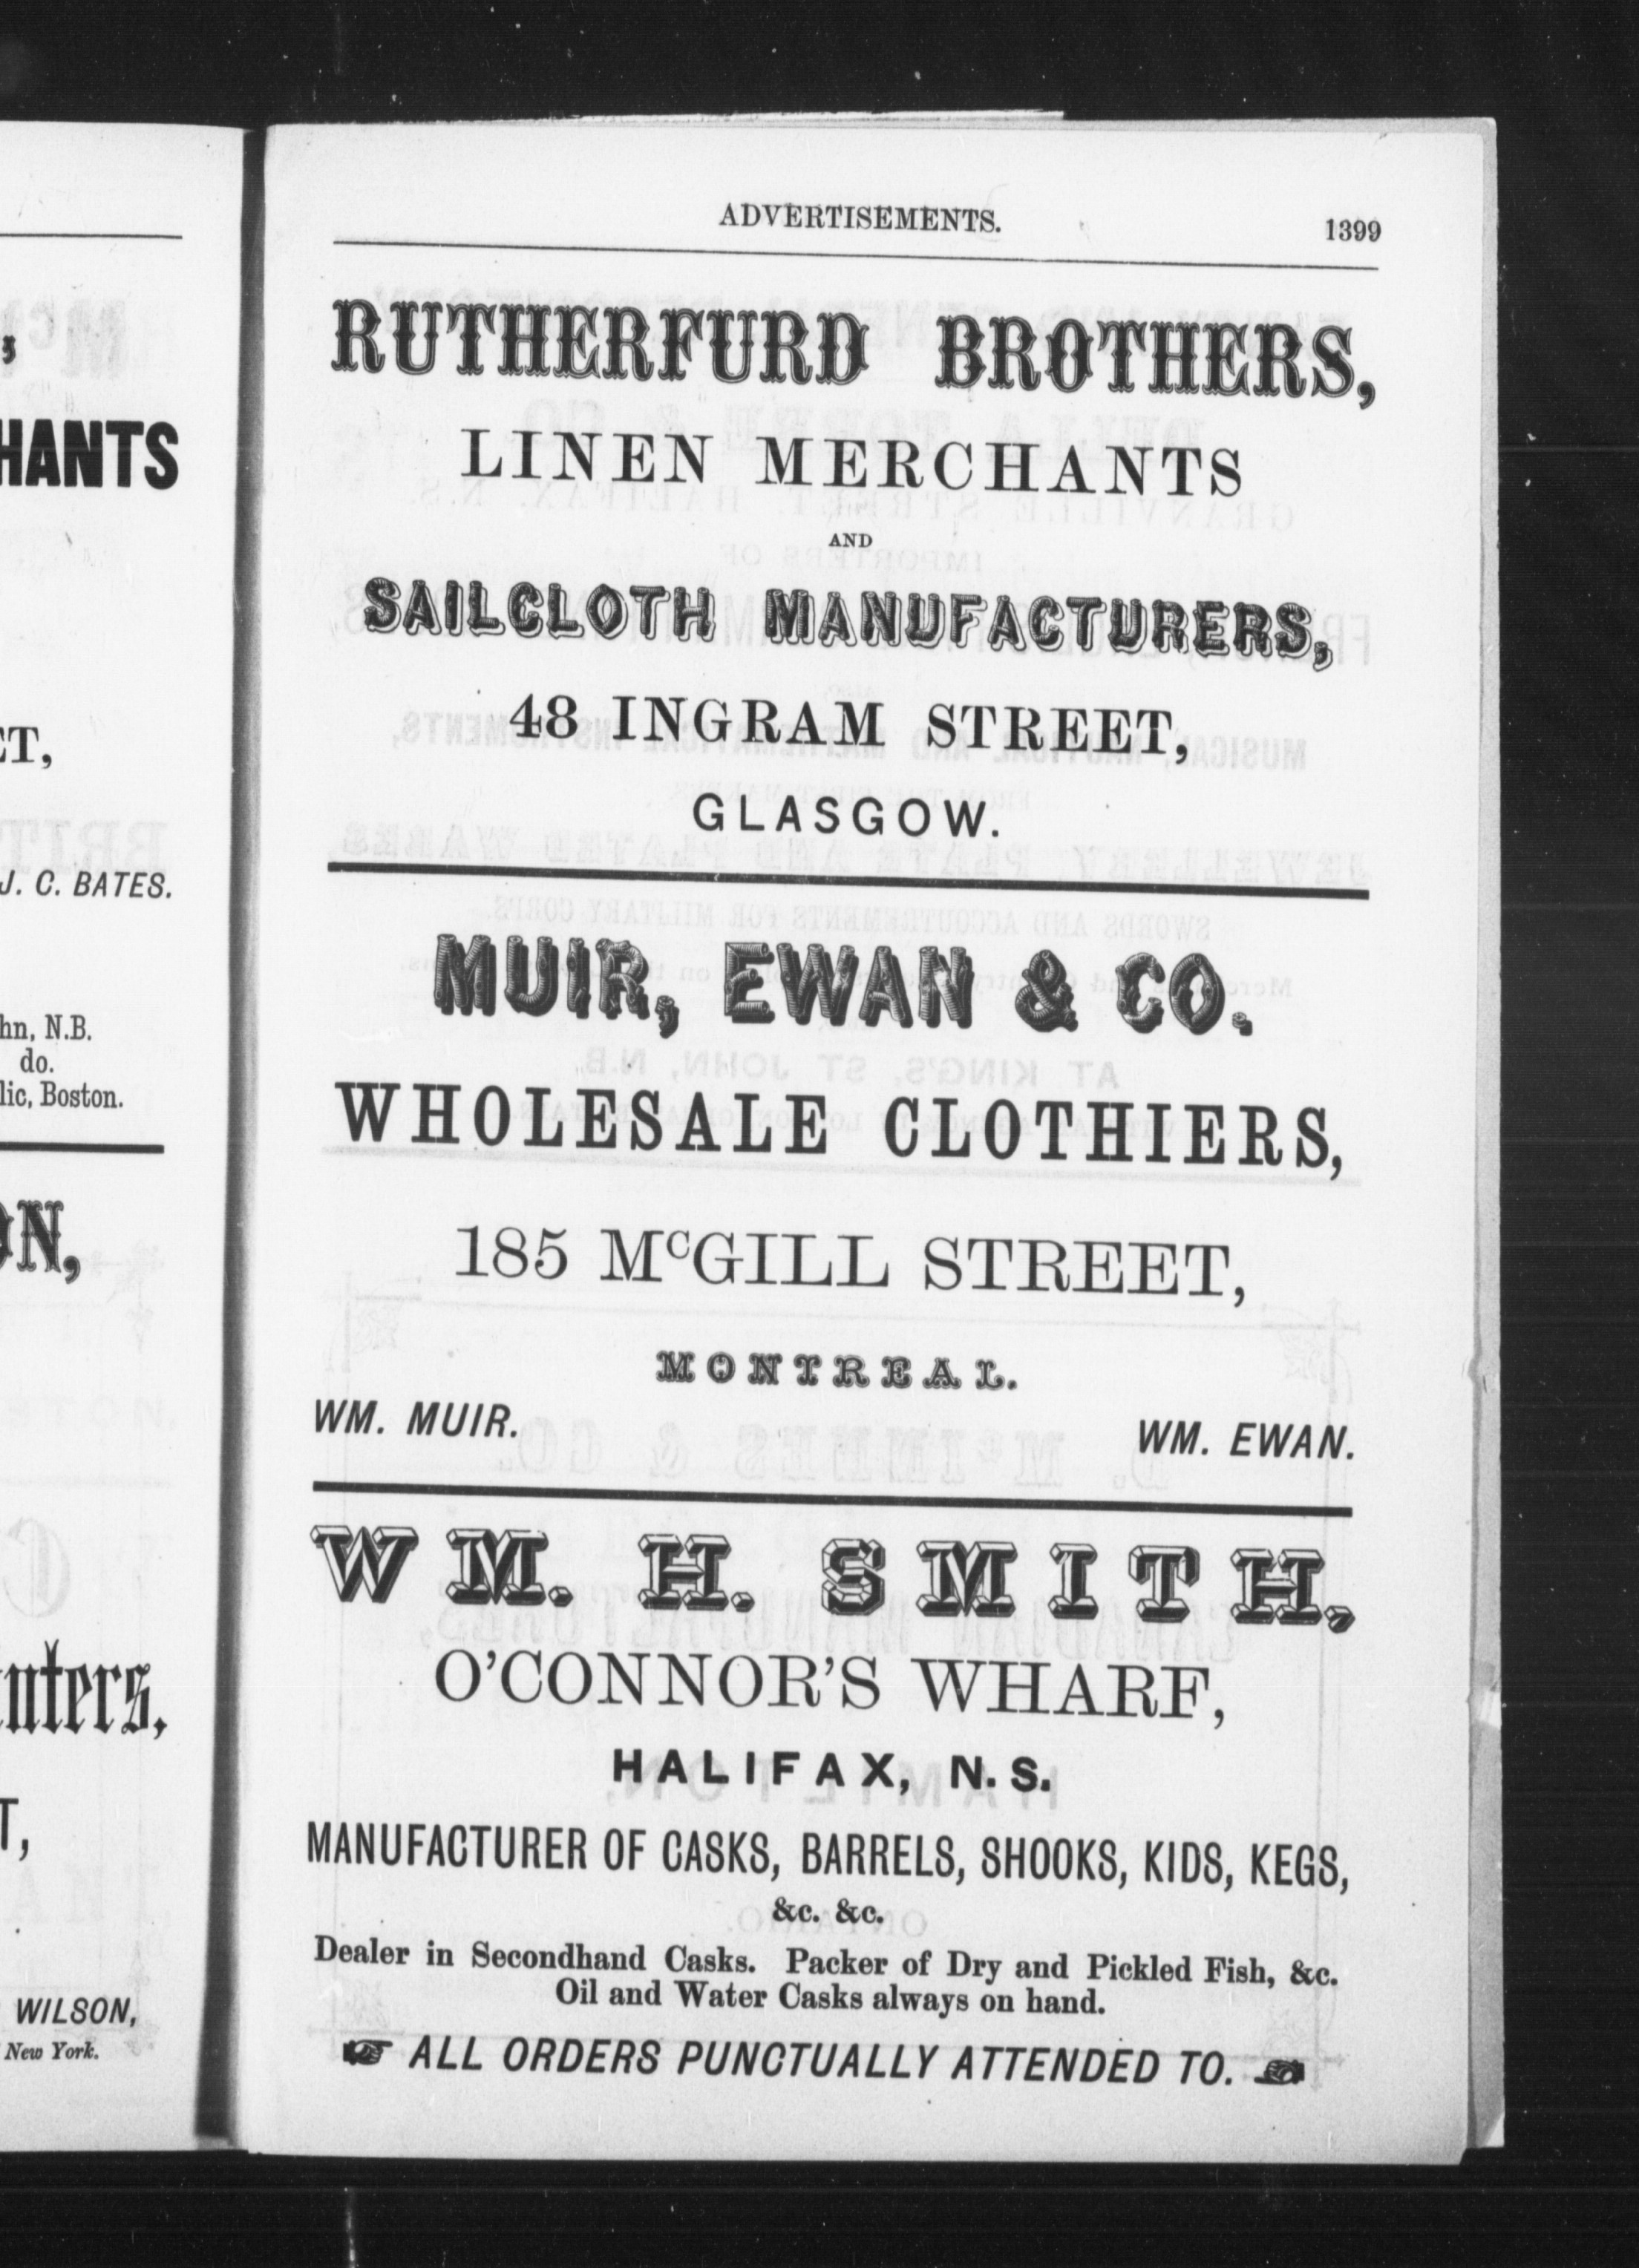 HANTS
ET,
J. C. BATES.
hn, N.B.
do.
lic, Boston.
ON,
nters,
T,
WILSON,
New York.
ADVERTISEMENTS. 1399
RUTHERFURD BROTHERS,
LINEN MERCHANTS
AND
SAILCLOTH MANUFACTURERS,
48 INGRAM STREET,
GLASGOW.
MUIR, EWAN & CO.
WHOLESALE CLOTHIERS,
185 McGILL STREET,
MONTREAL.
WM. MUIR. WM. EWAN.
WM. H. SMITH,
O'CONNOR'S WHARF,
HALIFAX, N.S.
MANUFACTURER OF CASKS, BARRELS, SHOOKS, KIDS, KEGS,
&c. &c.
Dealer in Secondhand Casks. Packer of Dry and Pickled Fish, &c.
Oil and Water Casks always on hand.
☞ ALL ORDERS PUNCTUALLY ATTENDED TO. ☜